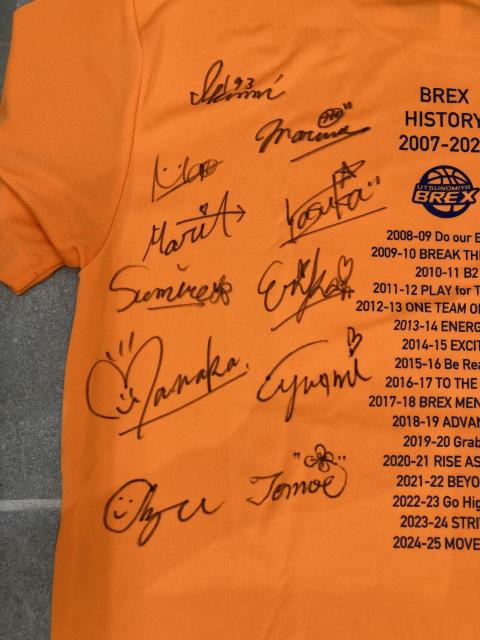 Marina
Mao
Marit
Yasuka
Sumire
Erika
Manaka
Ayumi
Tomoe
BREX
HISTORY
2007-202
UTSUNOMIYA
BREX
2008-09 Do our B
2009-10 BREAK TH
2010-11 B2
2011-12 PLAY for T
2012-13 ONE TEAM O
2013-14 ENERG
2014-15 EXCIT
2015-16 Be Rea
2016-17 TO THE
2017-18 BREX MEN
2018-19 ADVAN
2019-20 Grab
2020-21 RISE AS
2021-22 BEYO
2022-23 Go Hig
2023-24 STRI
2024-25 MOVE